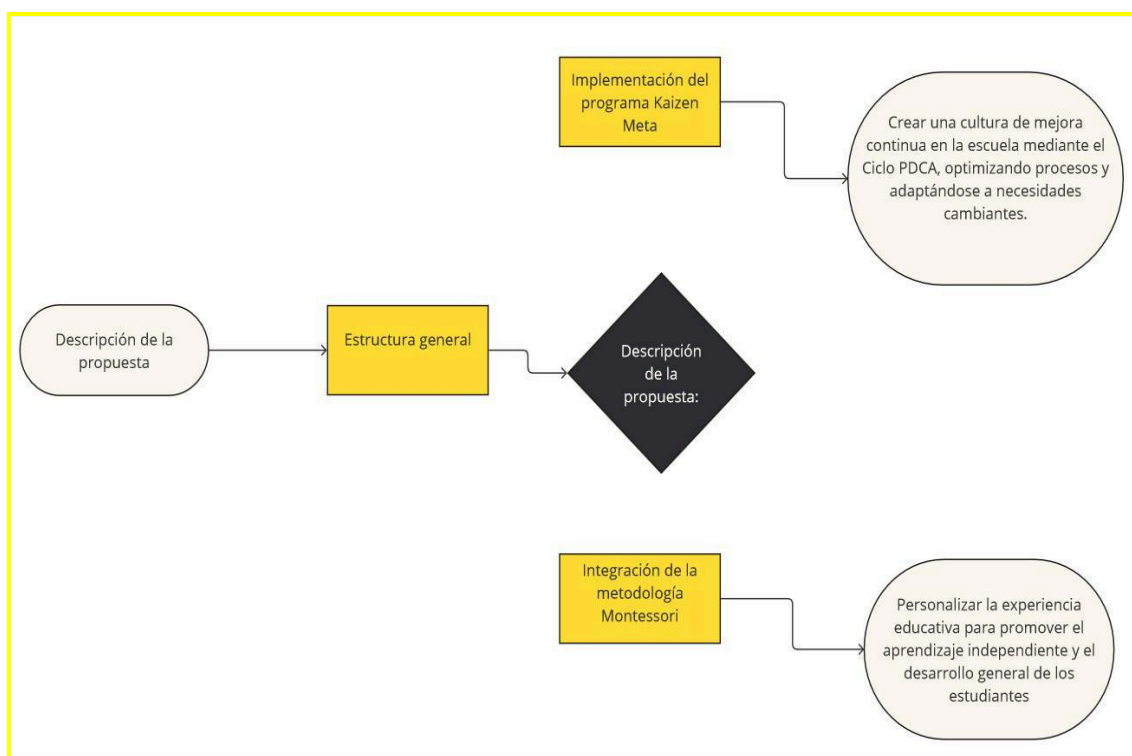 Implementación del
programa Kaizen
Meta
Crear una cultura de mejora
continua en la escuela mediante el
Ciclo PDCA, optimizando procesos y
adaptándose a necesidades
cambiantes.
Descripción de la
propuesta
Estructura general
Descripción
de la
propuesta:
Integración de la
metodología
Montessori
Personalizar la experiencia
educativa para promover el
aprendizaje independiente y el
desarrollo general de los
estudiantes